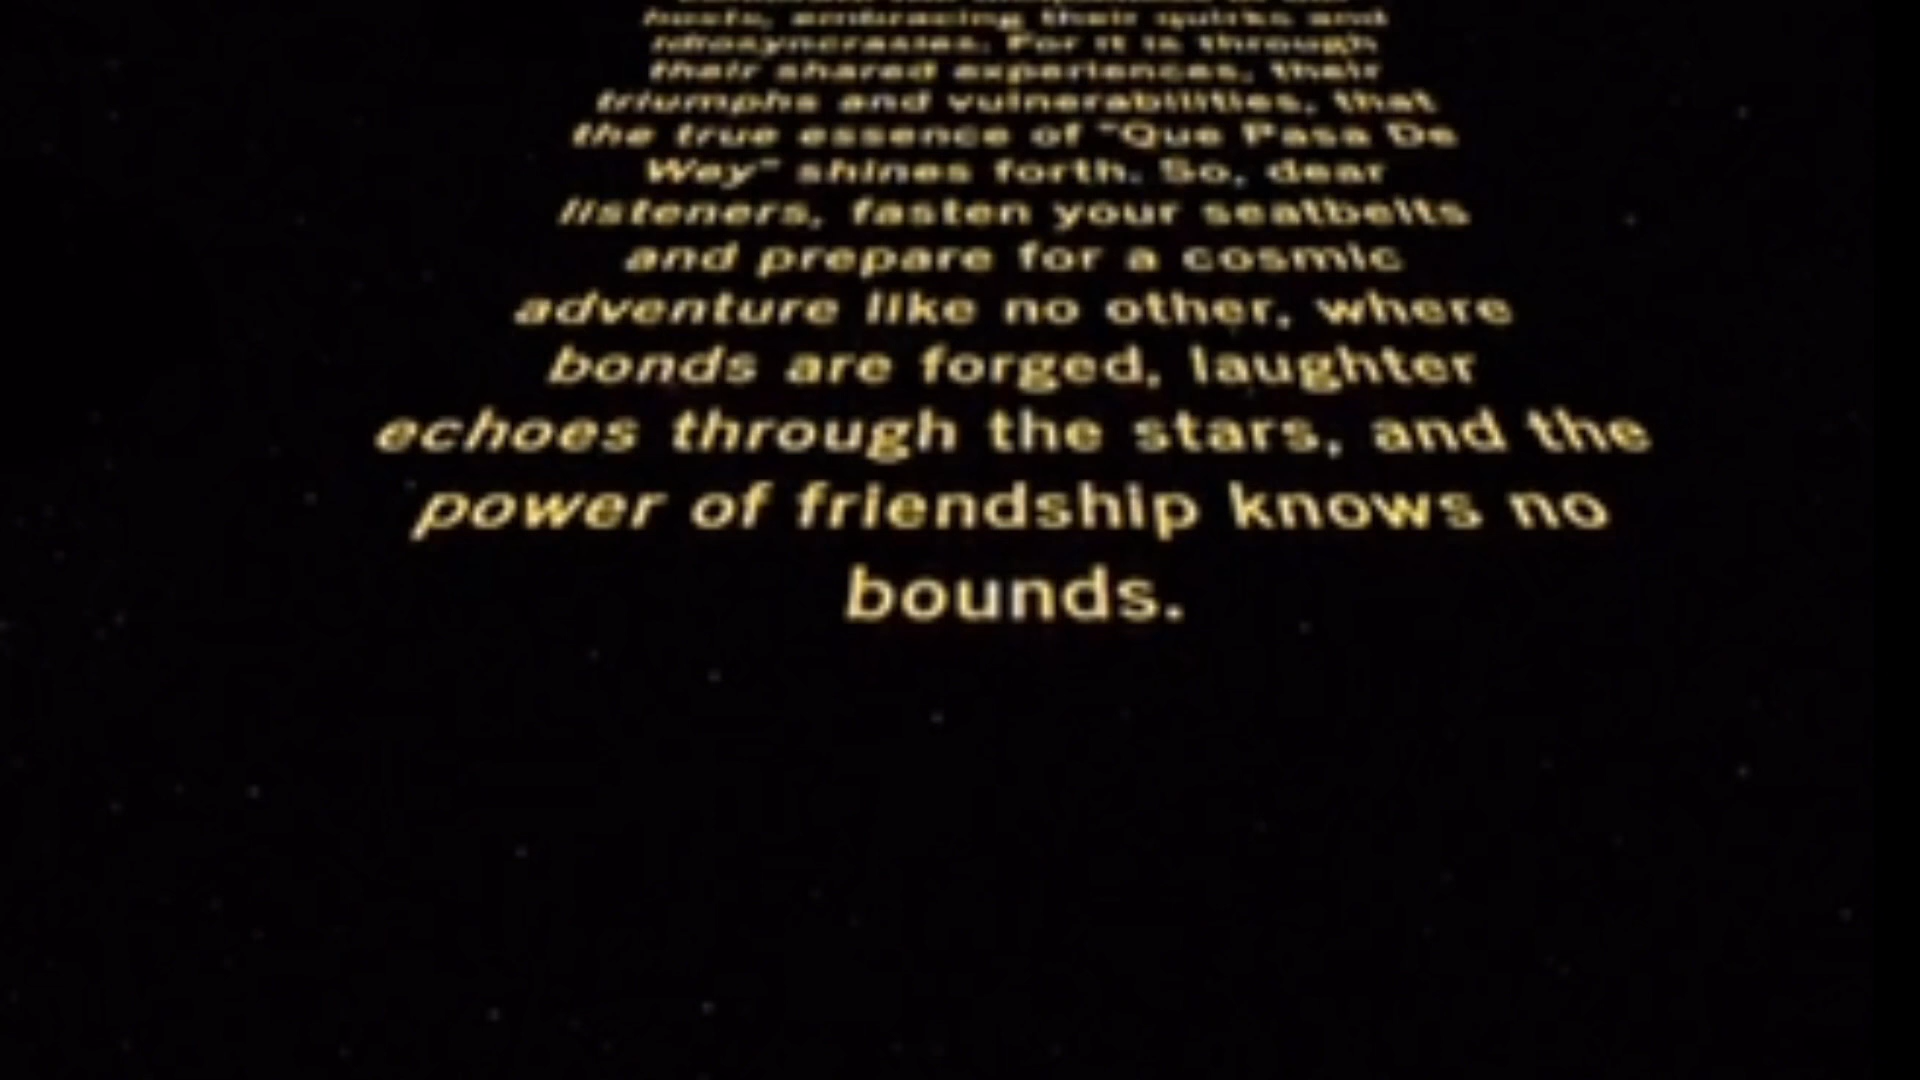 hosts, embracing their quirks and
idiosyncrasies. For it is through
their shared experiences, their
triumphs and vulnerabilities, that
the true essence of "Que Pasa De
Wey" shines forth. So, dear
listeners, fasten your seatbelts
and prepare for a cosmic
adventure like no other, where
bonds are forged, laughter
echoes through the stars, and the
power of friendship knows no
bounds.